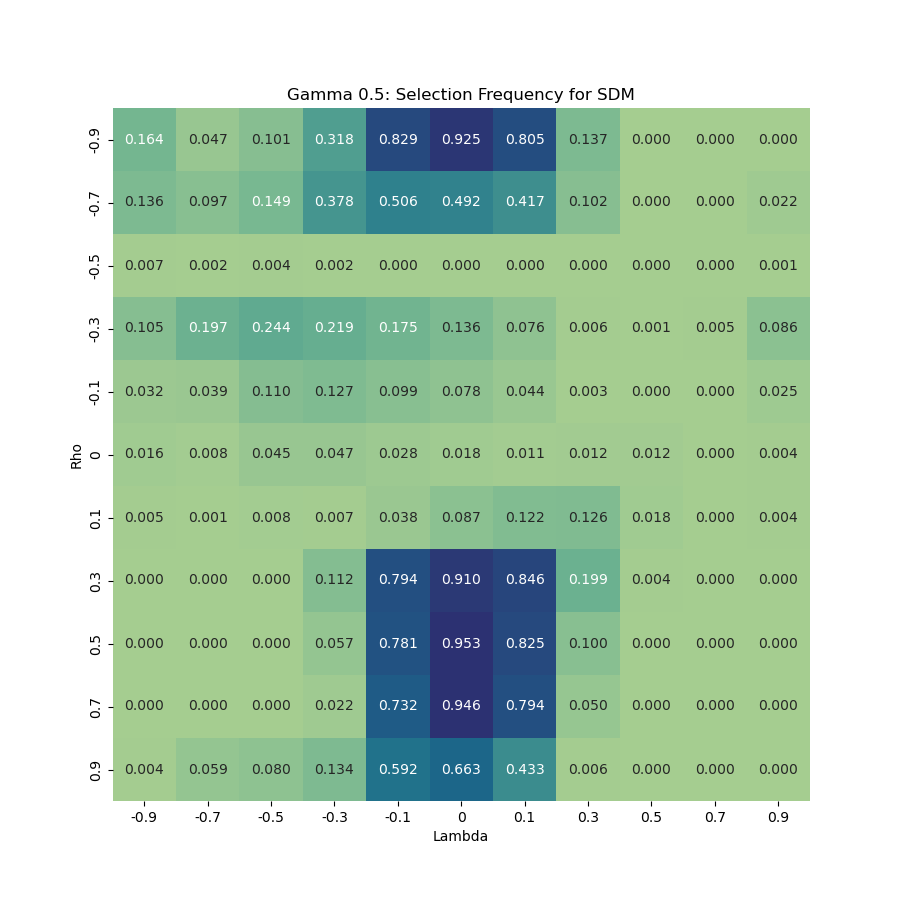 Gamma 0.5: Selection Frequency for SDM
-0.9 0.164 0.047 0.101 0.318 0.829 0.925 0.805 0.137 0.000 0.000 0.000
-0.7 0.136 0.097 0.149 0.378 0.506 0.492 0.417 0.102 0.000 0.000 0.022
-0.5 0.007 0.002 0.004 0.002 0.000 0.000 0.000 0.000 0.000 0.000 0.001
-0.3 0.105 0.197 0.244 0.219 0.175 0.136 0.076 0.006 0.001 0.005 0.086
-0.1 0.032 0.039 0.110 0.127 0.099 0.078 0.044 0.003 0.000 0.000 0.025
Rho
0 0.016 0.008 0.045 0.047 0.028 0.018 0.011 0.012 0.012 0.000 0.004
0.1 0.005 0.001 0.008 0.007 0.038 0.087 0.122 0.126 0.018 0.000 0.004
0.3 0.000 0.000 0.000 0.112 0.794 0.910 0.846 0.199 0.004 0.000 0.000
0.5 0.000 0.000 0.000 0.057 0.781 0.953 0.825 0.100 0.000 0.000 0.000
0.7 0.000 0.000 0.000 0.022 0.732 0.946 0.794 0.050 0.000 0.000 0.000
0.9 0.004 0.059 0.080 0.134 0.592 0.663 0.433 0.006 0.000 0.000 0.000
-0.9 -0.7 -0.5 -0.3 -0.1 0 0.1 0.3 0.5 0.7 0.9
Lambda